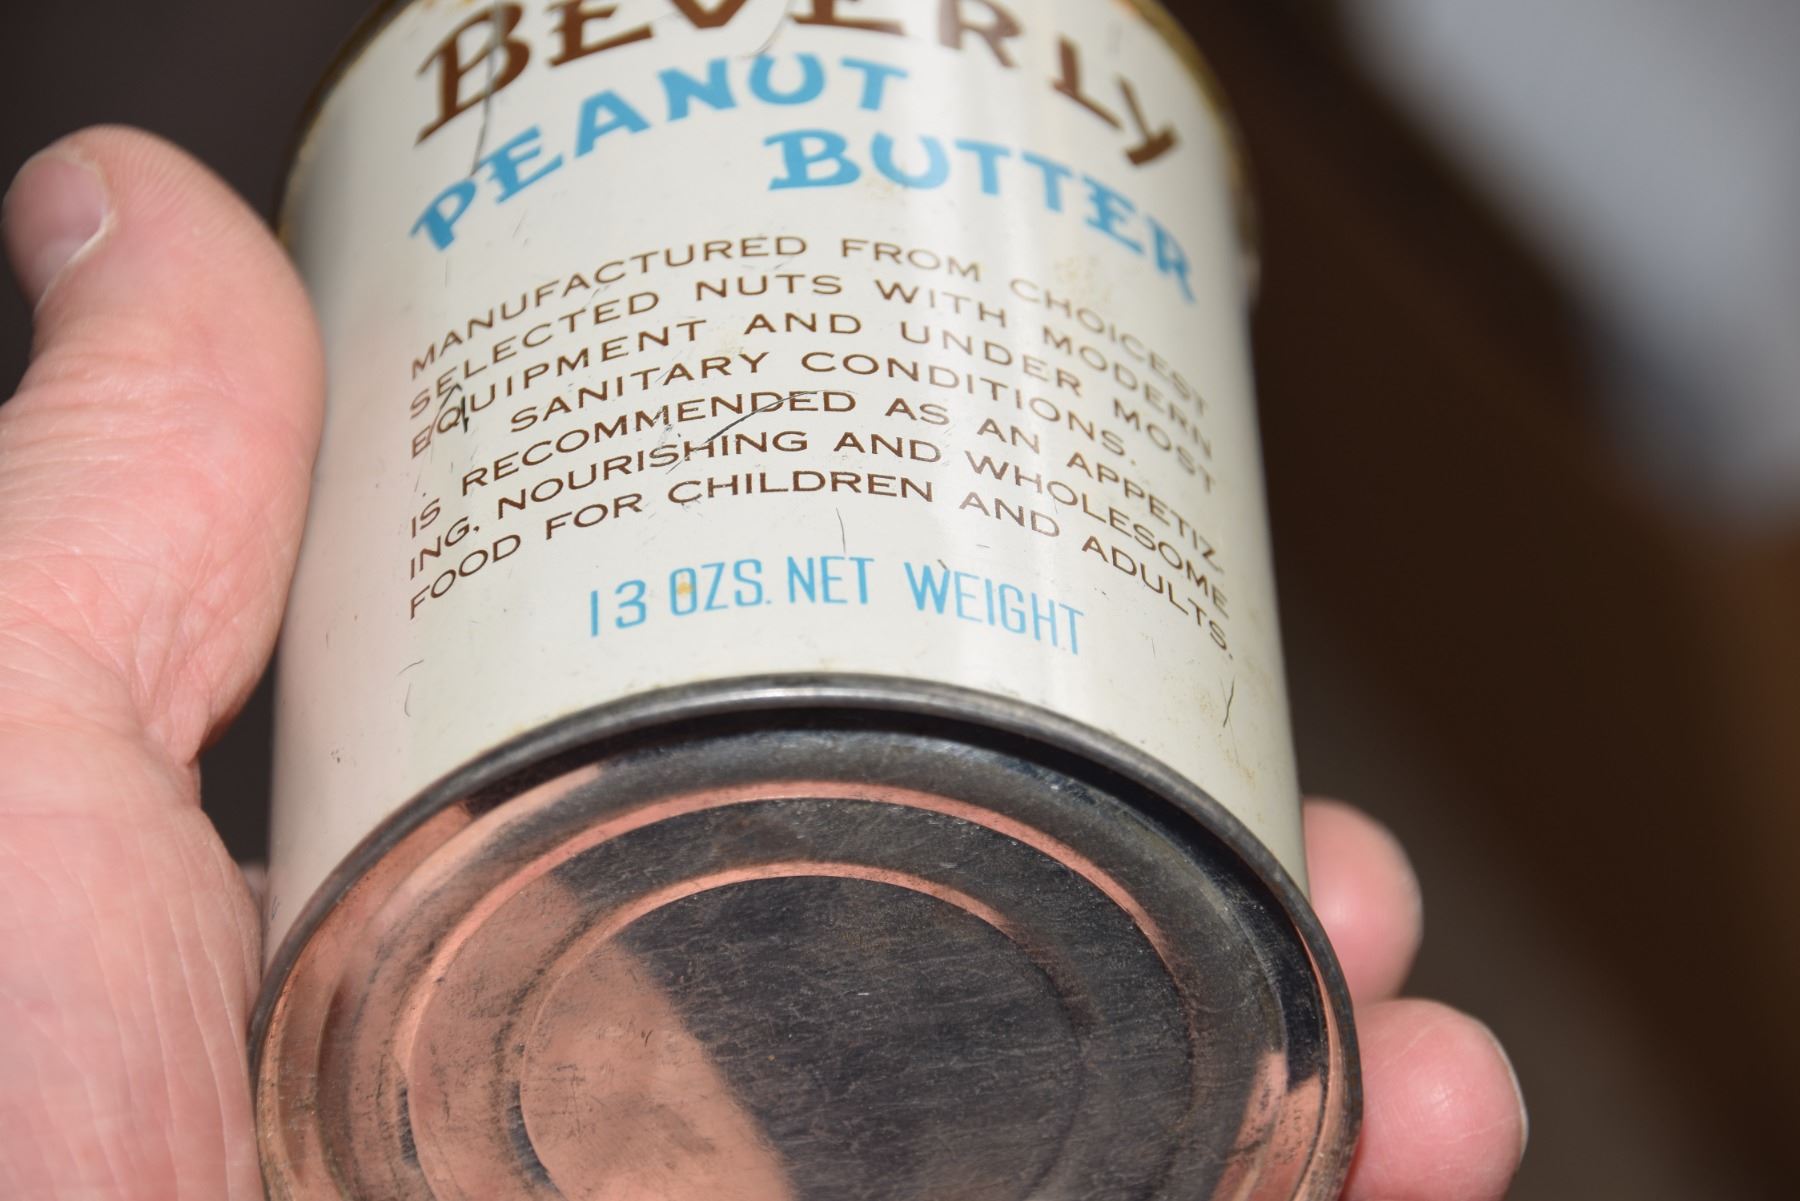 BEVERLY
PEANUT
BUTTER
MANUFACTURED FROM CHOICEST
SELECTED NUTS WITH MODERN
EQUIPMENT AND UNDER MOST
SANITARY CONDITIONS.
IS RECOMMENDED AS AN APPETIZ-
ING, NOURISHING AND WHOLESOME
FOOD FOR CHILDREN AND ADULTS.
13 OZS. NET WEIGHT